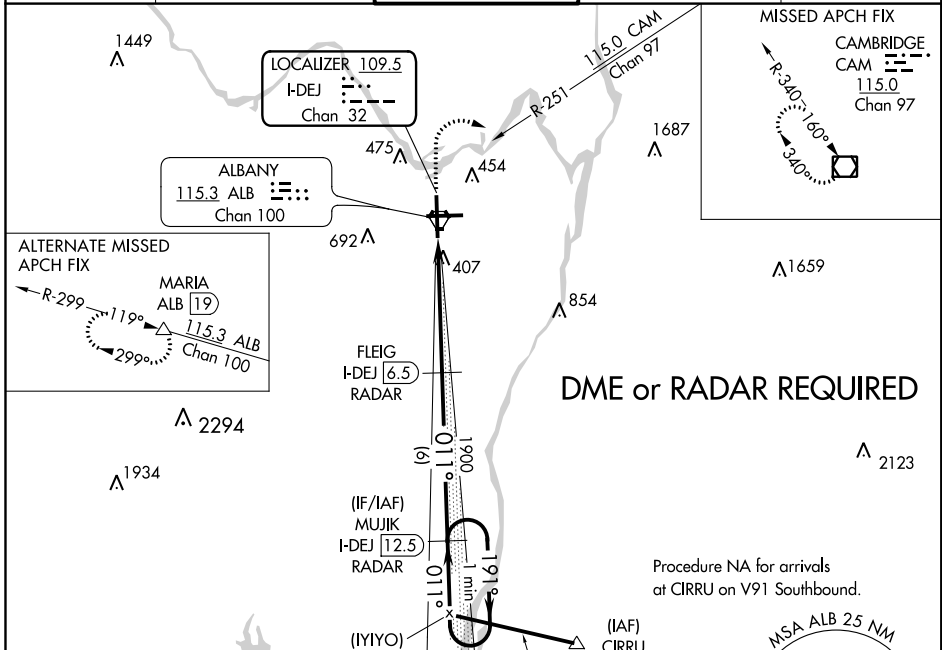 1449
LOCALIZER 109.5
I-DEJ
Chan 32
115.0 CAM
Chan 97
R-251
MISSED APCH FIX
CAMBRIDGE
CAM
115.0
Chan 97
R-340
160°
340°
475
454
1687
ALBANY
115.3 ALB
Chan 100
692
407
ALTERNATE MISSED
APCH FIX
MARIA
ALB 19
R-299
119°
299°
115.3 ALB
Chan 100
1659
854
FLEIG
I-DEJ 6.5
RADAR
DME or RADAR REQUIRED
2294
1934
2123
011°
(6)
1900
(IF/IAF)
MUJIK
I-DEJ 12.5
RADAR
011°
1 min
191°
Procedure NA for arrivals
at CIRRU on V91 Southbound.
(IYIYO)
(IAF)
CIRRU
MSA ALB 25 NM